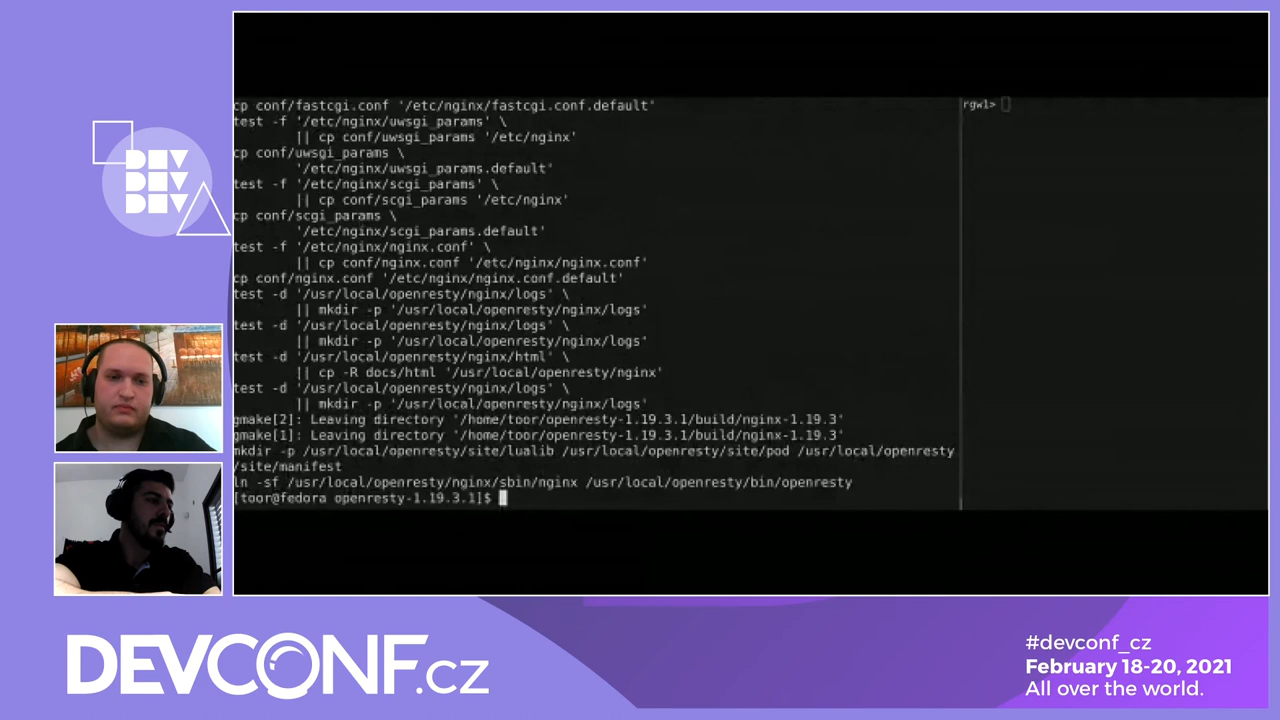 DEV
DEV
DEV
cp conf/fastcgi.conf '/etc/nginx/fastcgi.conf.default'
test -f '/etc/nginx/uwsgi_params' \
|| cp conf/uwsgi_params '/etc/nginx'
cp conf/uwsgi_params \
'/etc/nginx/uwsgi_params.default'
test -f '/etc/nginx/scgi_params' \
|| cp conf/scgi_params '/etc/nginx'
cp conf/scgi_params \
'/etc/nginx/scgi_params.default'
test -f '/etc/nginx/nginx.conf' \
|| cp conf/nginx.conf '/etc/nginx/nginx.conf'
cp conf/nginx.conf '/etc/nginx/nginx.conf.default'
test -d '/usr/local/openresty/nginx/logs' \
|| mkdir -p '/usr/local/openresty/nginx/logs'
test -d '/usr/local/openresty/nginx/logs' \
|| mkdir -p '/usr/local/openresty/nginx/logs'
test -d '/usr/local/openresty/nginx/html' \
|| cp -R docs/html '/usr/local/openresty/nginx'
test -d '/usr/local/openresty/nginx/logs' \
|| mkdir -p '/usr/local/openresty/nginx/logs'
gmake[2]: Leaving directory '/home/toor/openresty-1.19.3.1/build/nginx-1.19.3'
gmake[1]: Leaving directory '/home/toor/openresty-1.19.3.1/build/nginx-1.19.3'
mkdir -p /usr/local/openresty/site/lualib /usr/local/openresty/site/pod /usr/local/openresty
/site/manifest
ln -sf /usr/local/openresty/nginx/sbin/nginx /usr/local/openresty/bin/openresty
[toor@fedora openresty-1.19.3.1]$
rgw1>
DEVCONF.cz
#devconf_cz
February 18-20, 2021
All over the world.